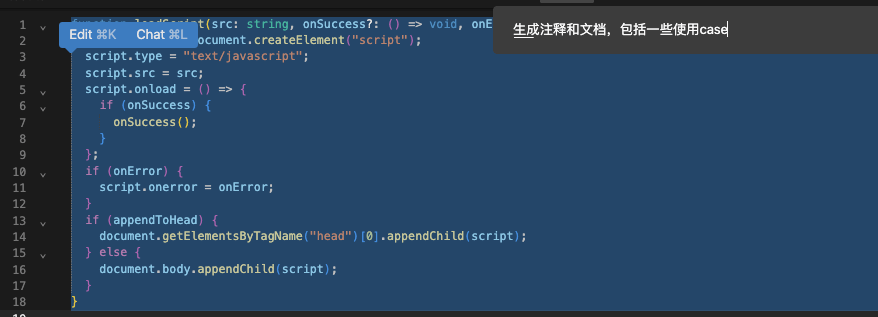 1 function loadScript(src: string, onSuccess?: () => void, onE
生成注释和文档，包括一些使用case
Edit ⌘K Chat ⌘L
2 document.createElement("script");
3 script.type = "text/javascript";
4 script.src = src;
5 script.onload = () => {
6 if (onSuccess) {
7 onSuccess();
8 }
9 };
10 if (onError) {
11 script.onerror = onError;
12 }
13 if (appendToHead) {
14 document.getElementsByTagName("head")[0].appendChild(script);
15 } else {
16 document.body.appendChild(script);
17 }
18 }